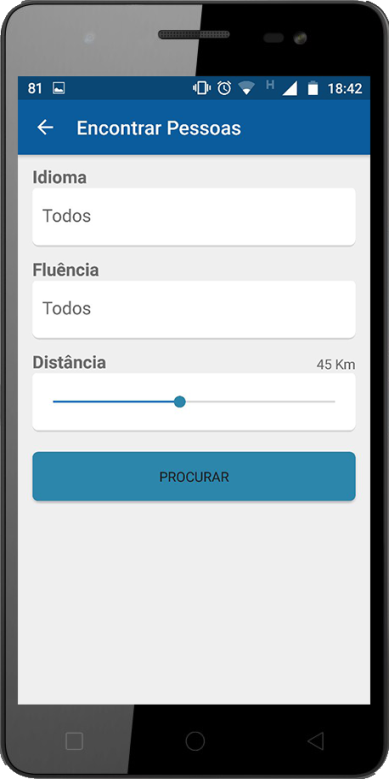 81 H 18:42
Encontrar Pessoas
Idioma
Todos
Fluência
Todos
Distância 45 Km
PROCURAR